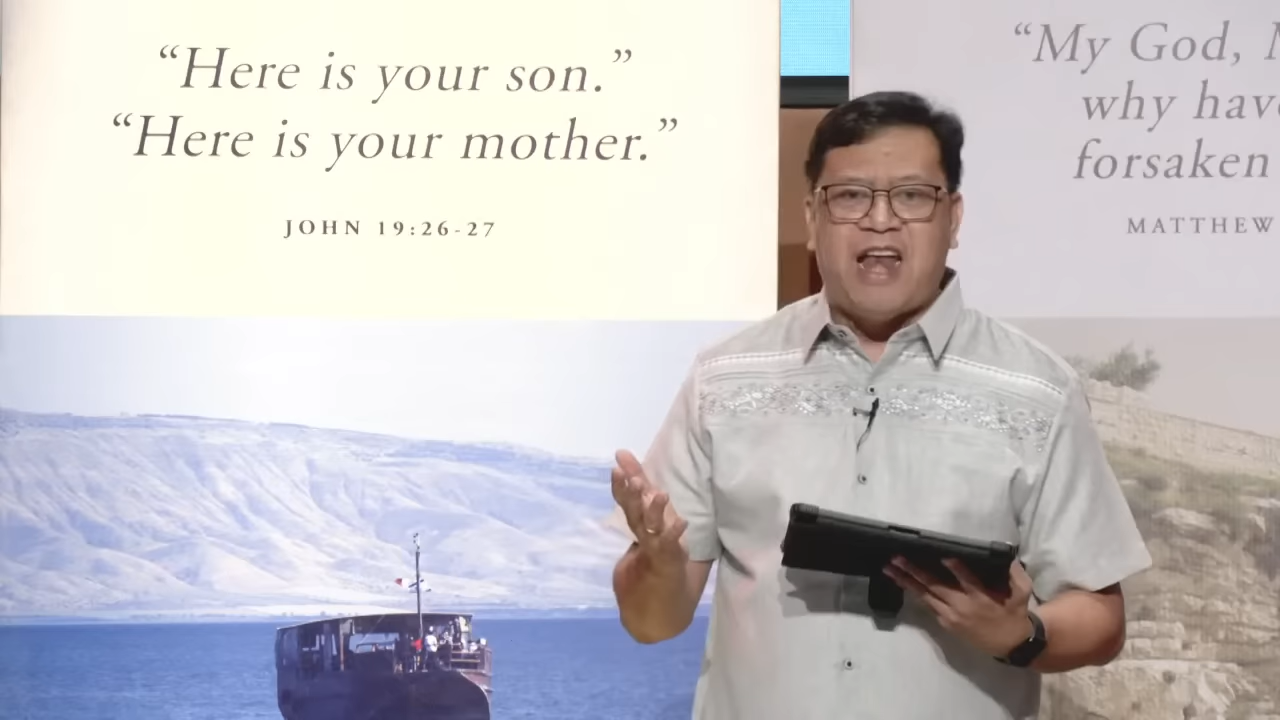 “Here is your son.”
“Here is your mother.”
JOHN 19:26-27
“My God,
why have
forsaken
MATTHEW